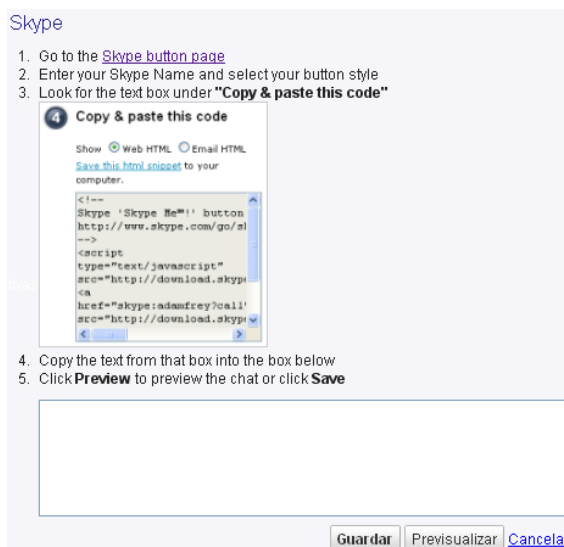 Skype
1. Go to the Skype button page
2. Enter your Skype Name and select your button style
3. Look for the text box under "Copy & paste this code"
4 Copy & paste this code
Show Web HTML Email HTML
Save this html snippet to your
computer.
<!--
Skype 'Skype Me™!' button
http://www.skype.com/go/sl
-->
<script
type="text/javascript"
src="http://download.skype
<a
href="skype:adamfrey?call"
src="http://download.skype
4. Copy the text from that box into the box below
5. Click Preview to preview the chat or click Save
Guardar Previsualizar Cancela